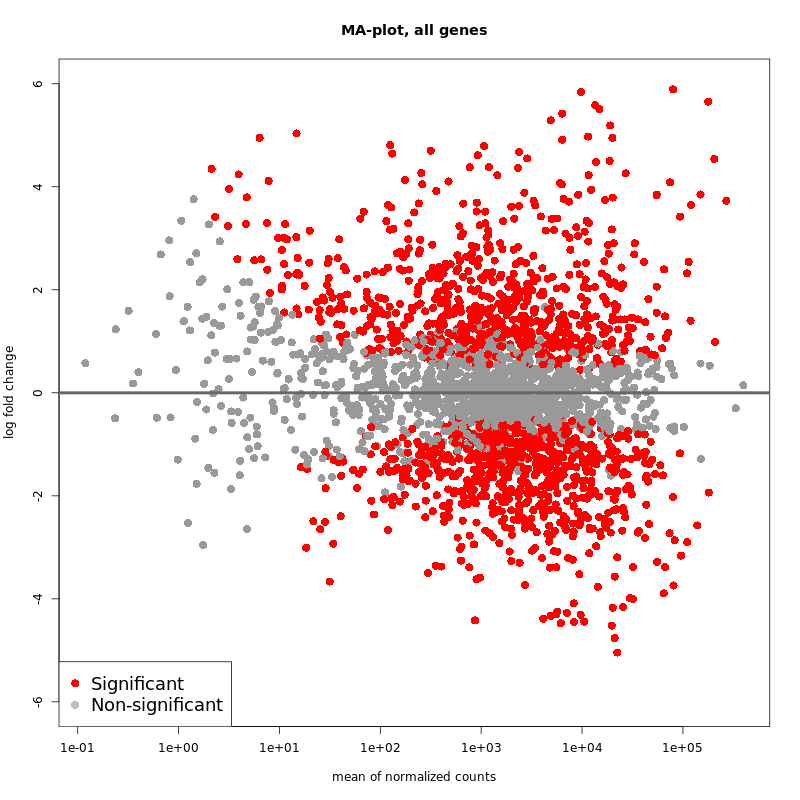 MA-plot, all genes
6
4
2
0
-2
-4
-6
log fold change
Significant
Non-significant
1e-01 1e+00 1e+01 1e+02 1e+03 1e+04 1e+05
mean of normalized counts